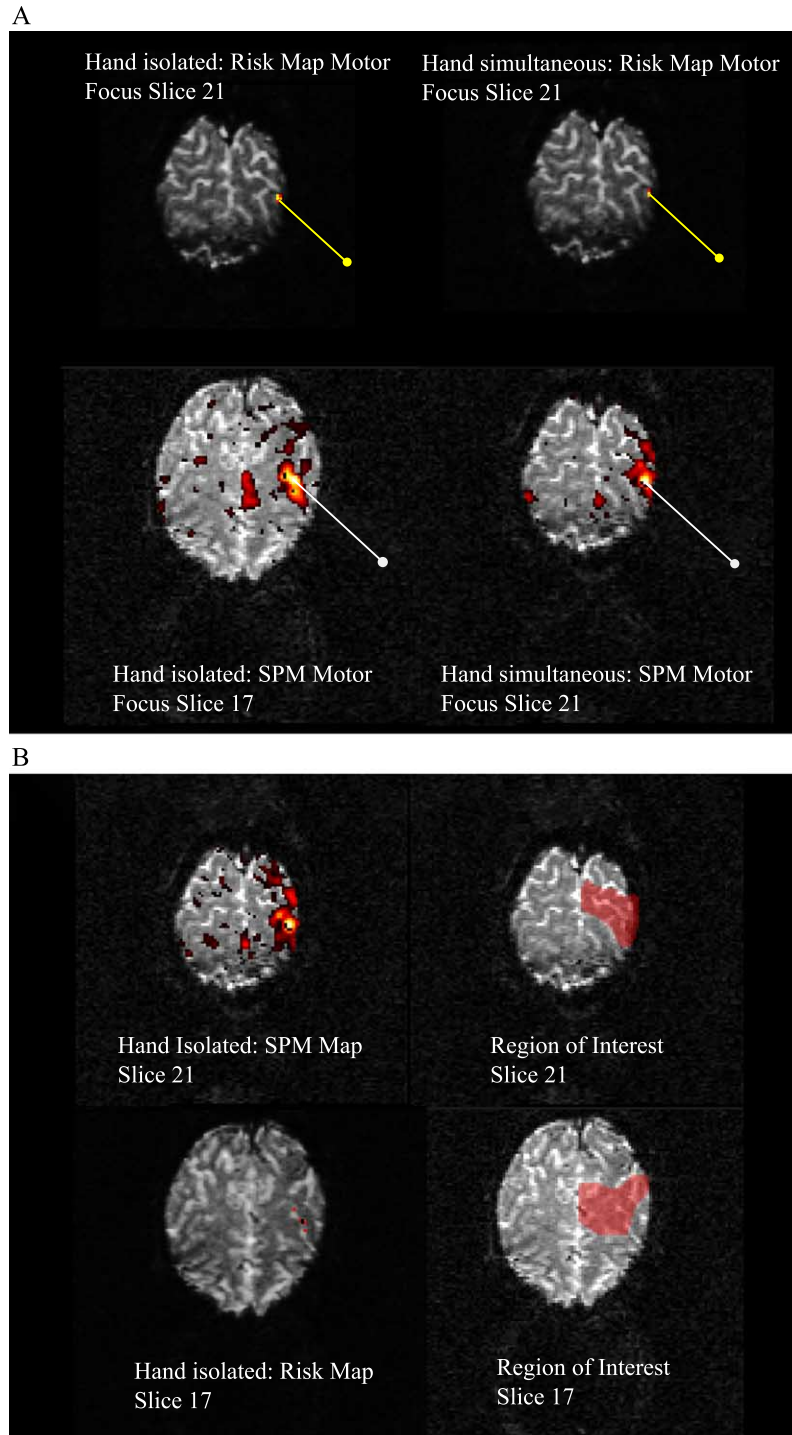 A
Hand isolated: Risk Map Motor
Focus Slice 21
Hand simultaneous: Risk Map Motor
Focus Slice 21
Hand isolated: SPM Motor
Focus Slice 17
Hand simultaneous: SPM Motor
Focus Slice 21
B
Hand Isolated: SPM Map
Slice 21
Region of Interest
Slice 21
Hand isolated: Risk Map
Slice 17
Region of Interest
Slice 17